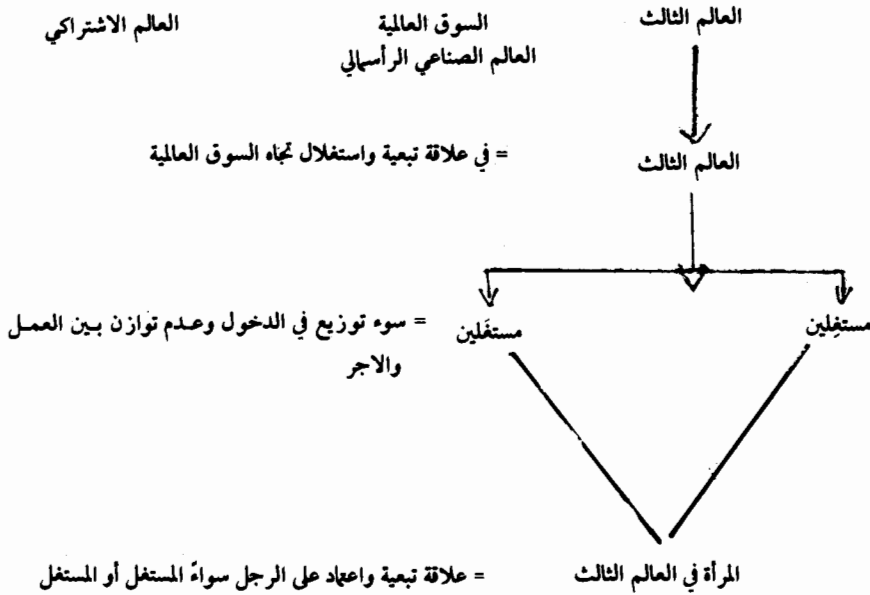 العالم الثالث
السوق العالمية
العالم الاشتراكي
العالم الصناعي الرأسمالي
العالم الثالث
= في علاقة تبعية واستغلال تجاه السوق العالمية
مستغِلين
مستغَلين
= سوء توزيع في الدخول وعدم توازن بين العمل
والاجر
المرأة في العالم الثالث
= علاقة تبعية واعتماد على الرجل سواءً المستغل أو المستغل